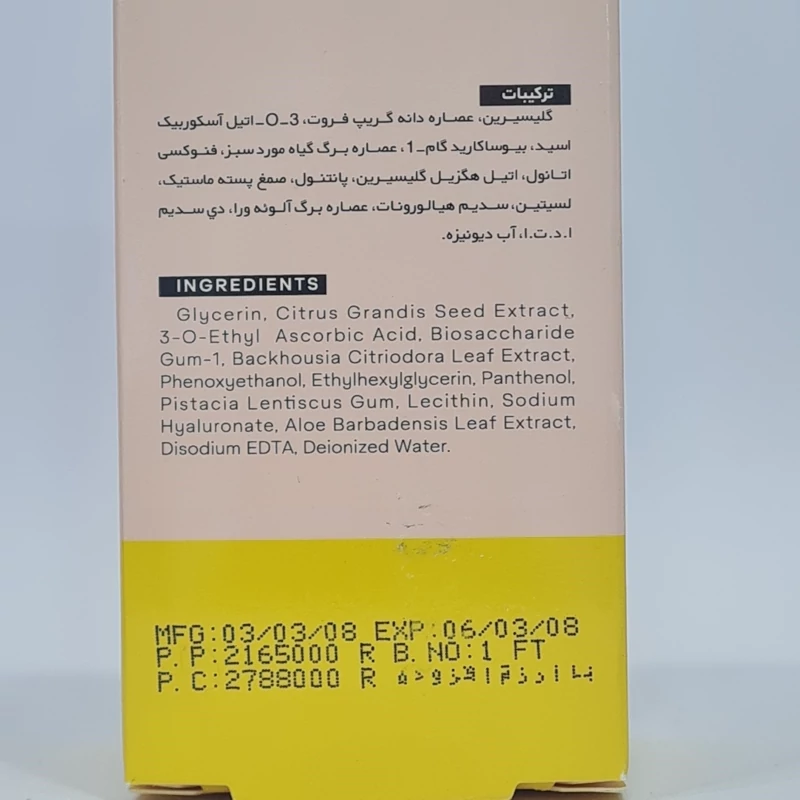 ترکیبات
گلیسیرین، عصاره دانه گریپ فروت، 3-O-اتیل آسکوربیک
اسید، بیوساکارید گام-1، عصاره برگ گیاه مورد سبز، فنوکسی
اتانول، اتیل هگزیل گلیسیرین، پانتنول، صمغ پسته ماستیک،
لسیتین، سدیم هیالورونات، عصاره برگ آلوئه ورا، دي سدیم
ا.د.ت.ا، آب دیونیزه.
INGREDIENTS
Glycerin, Citrus Grandis Seed Extract,
3-O-Ethyl Ascorbic Acid, Biosaccharide
Gum-1, Backhousia Citriodora Leaf Extract,
Phenoxyethanol, Ethylhexylglycerin, Panthenol,
Pistacia Lentiscus Gum, Lecithin, Sodium
Hyaluronate, Aloe Barbadensis Leaf Extract,
Disodium EDTA, Deionized Water.
MFG:03/03/08 EXP:06/03/08
P. P:2165000 R B. NO:1 FT
P. C:2788000 R با ارزم افزوده